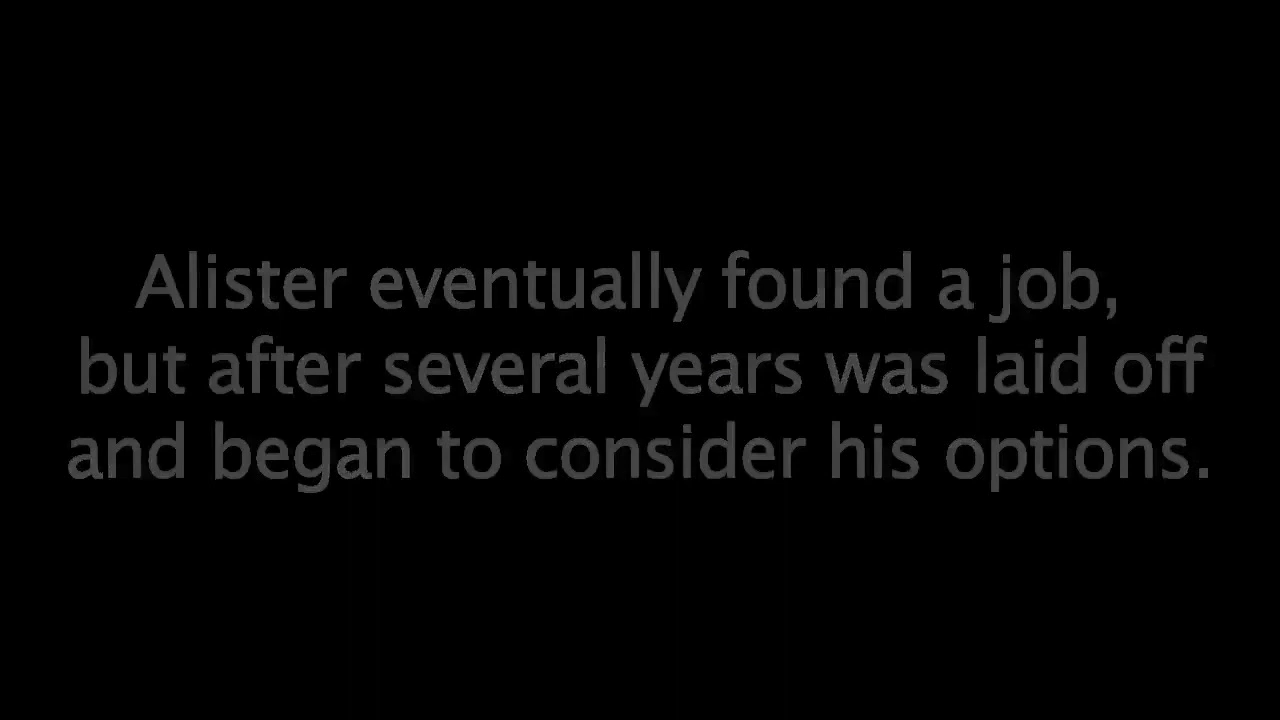 Alister eventually found a job,
but after several years was laid off
and began to consider his options.